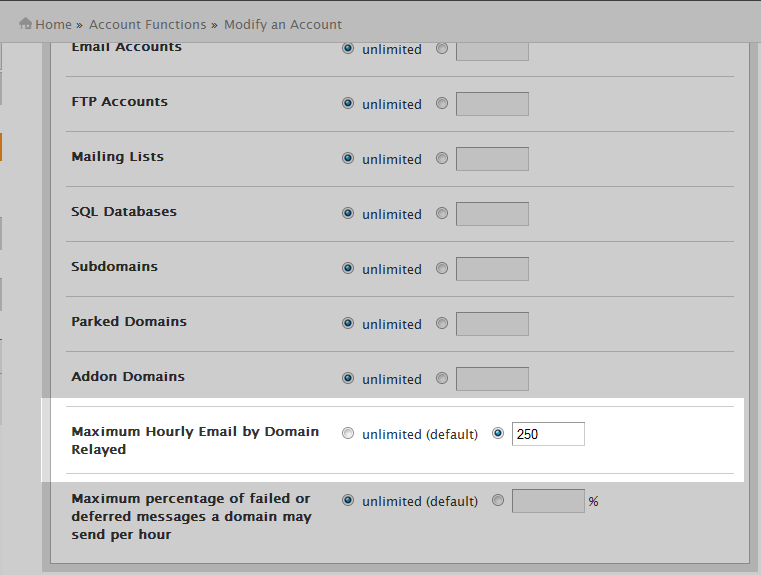 Home » Account Functions » Modify an Account
Email Accounts unlimited
FTP Accounts unlimited
Mailing Lists unlimited
SQL Databases unlimited
Subdomains unlimited
Parked Domains unlimited
Addon Domains unlimited
Maximum Hourly Email by Domain
Relayed
unlimited (default) 250
Maximum percentage of failed or
deferred messages a domain may
send per hour
unlimited (default) %